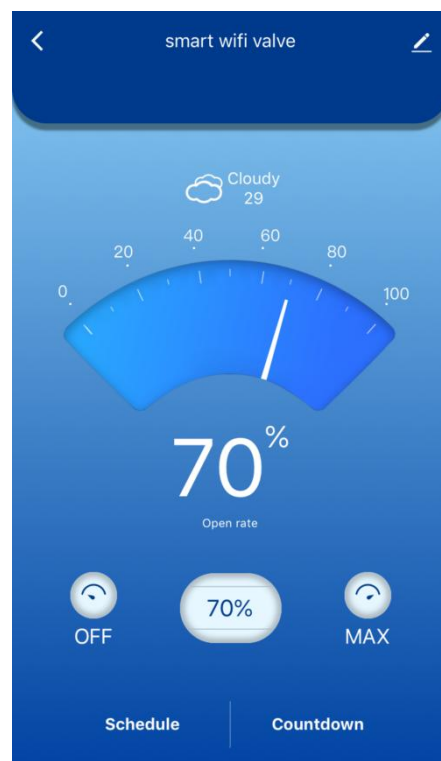 smart wifi valve
Cloudy
29
0
20
40
60
80
100
70%
Open rate
70%
OFF
MAX
Schedule
Countdown